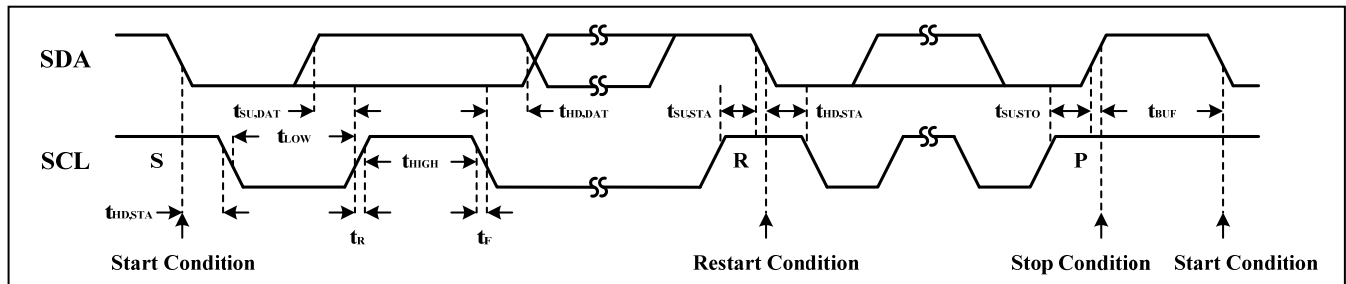 SDA
tSU,DAT tHD,DAT tSU,STA tHD,STA tSU,STO tBUF
tLOW
SCL S tHIGH R P
tHD,STA
tR tF
Start Condition Restart Condition Stop Condition Start Condition